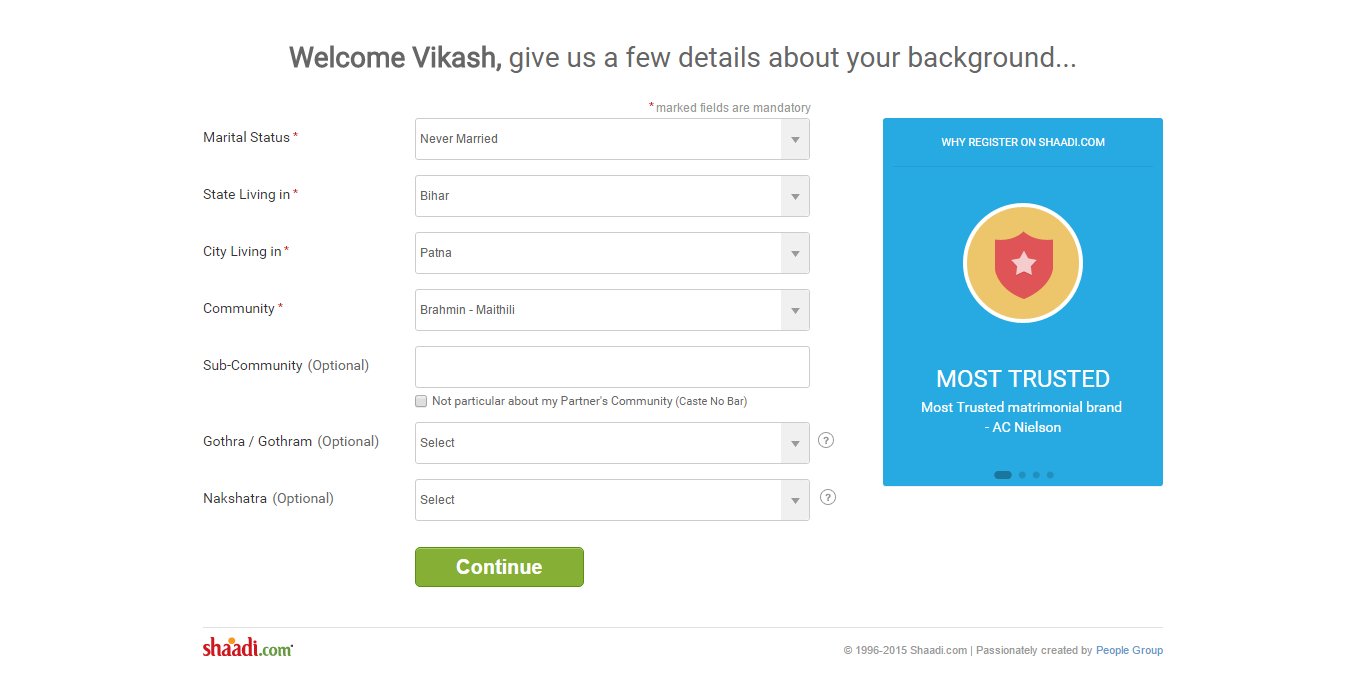 Welcome Vikash, give us a few details about your background...
* marked fields are mandatory
Marital Status *
Never Married
State Living in *
Bihar
City Living in *
Patna
Community *
Brahmin - Maithili
Sub-Community (Optional)
Not particular about my Partner's Community (Caste No Bar)
Gothra / Gothram (Optional)
Select
?
Nakshatra (Optional)
Select
?
Continue
WHY REGISTER ON SHAADI.COM
MOST TRUSTED
Most Trusted matrimonial brand
- AC Nielson
shaadi.com
© 1996-2015 Shaadi.com | Passionately created by People Group